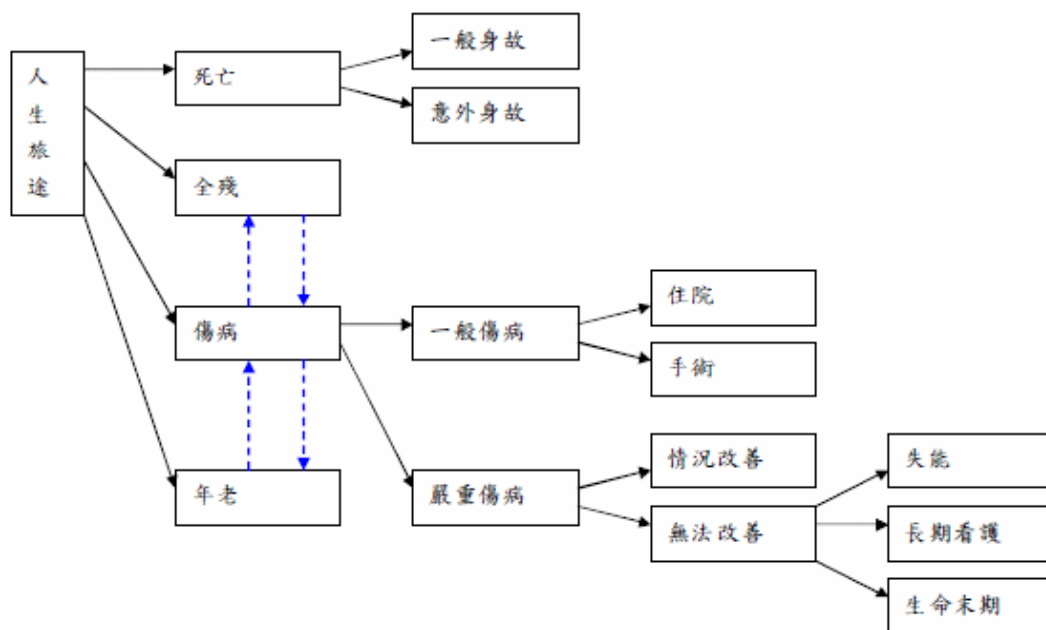 人生旅途
死亡
一般身故
意外身故
全殘
傷病
一般傷病
住院
手術
年老
嚴重傷病
情況改善
無法改善
失能
長期看護
生命末期